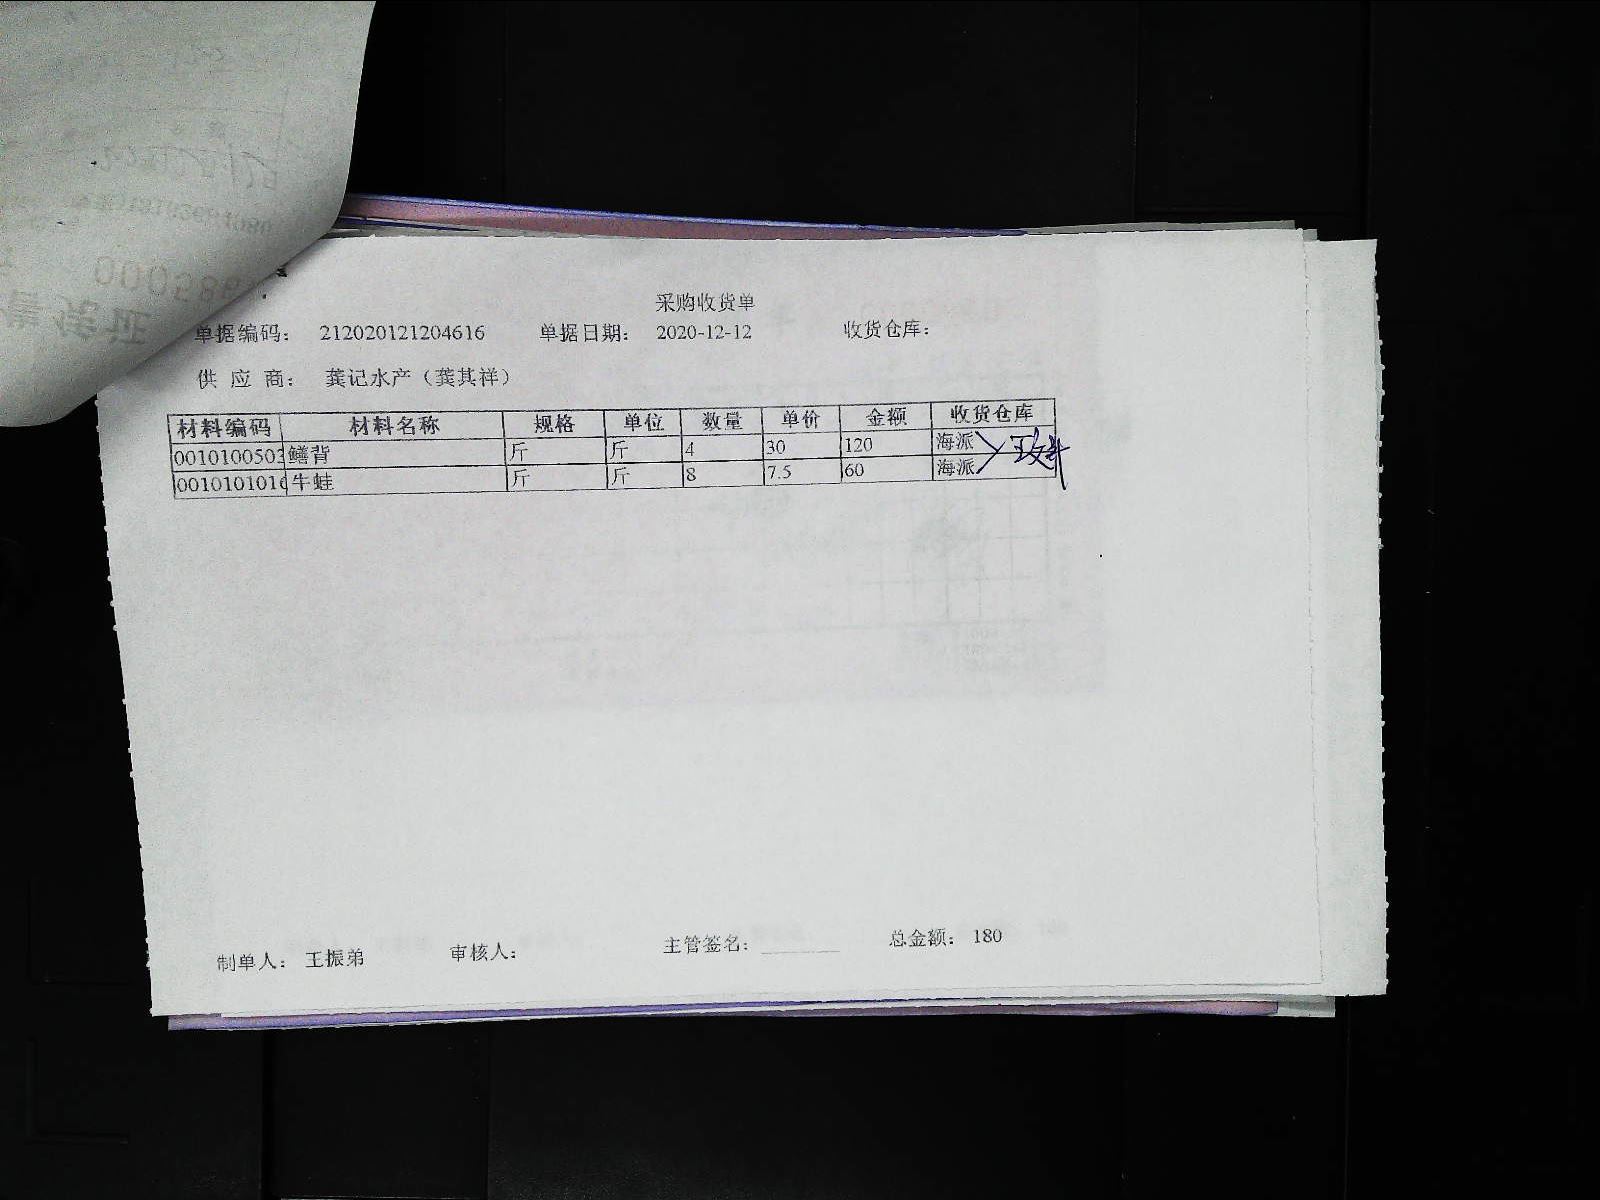 采购收货单
单据编码： 212020121204616 单据日期： 2020-12-12 收货仓库：
供 应 商： 龚记水产（龚其祥）
材料编码 材料名称 规格 单位 数量 单价 金额 收货仓库
0010100502 鳝背 斤 斤 4 30 120 海派
001010101 牛蛙 斤 斤 8 7.5 60 海派
制单人： 王振弟 审核人： 主管签名： 总金额： 180